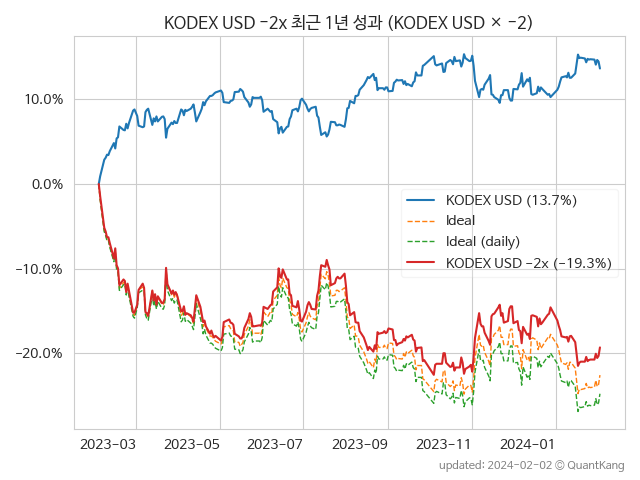 KODEX USD −2x 최근 1년 성과 (KODEX USD × −2)
10.0%
0.0%
−10.0%
−20.0%
KODEX USD (13.7%)
Ideal
Ideal (daily)
KODEX USD −2x (−19.3%)
2023-03
2023-05
2023-07
2023-09
2023-11
2024-01
updated: 2024-02-02 © QuantKang